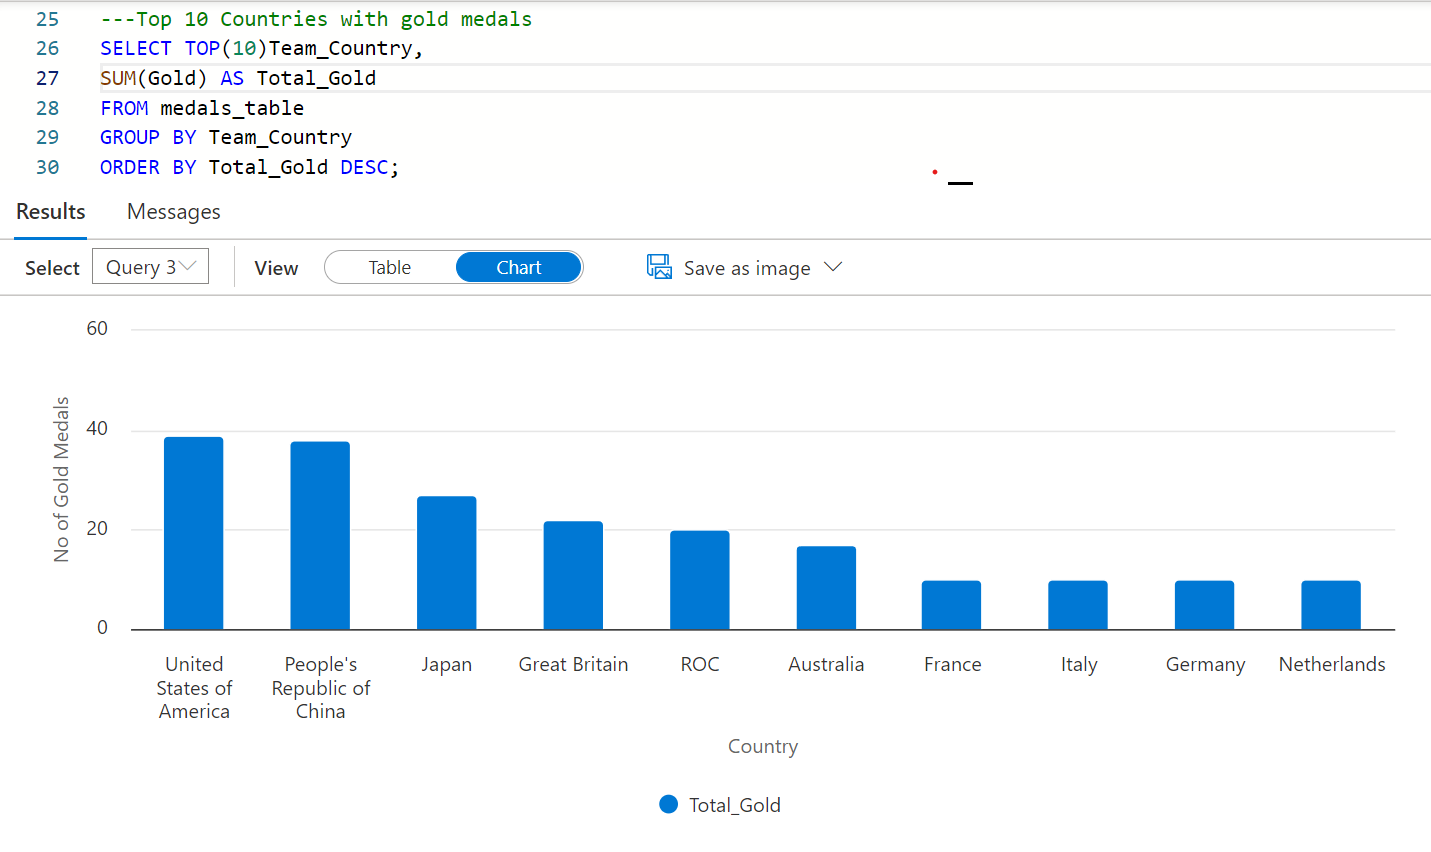 25 ---Top 10 Countries with gold medals
26 SELECT TOP(10)Team_Country,
27 SUM(Gold) AS Total_Gold
28 FROM medals_table
29 GROUP BY Team_Country
30 ORDER BY Total_Gold DESC;
Results Messages
Select Query 3 View Table Chart Save as image
60
40
20
0
No of Gold Medals
United States of America
People's Republic of China
Japan
Great Britain
ROC
Australia
France
Italy
Germany
Netherlands
Country
Total_Gold